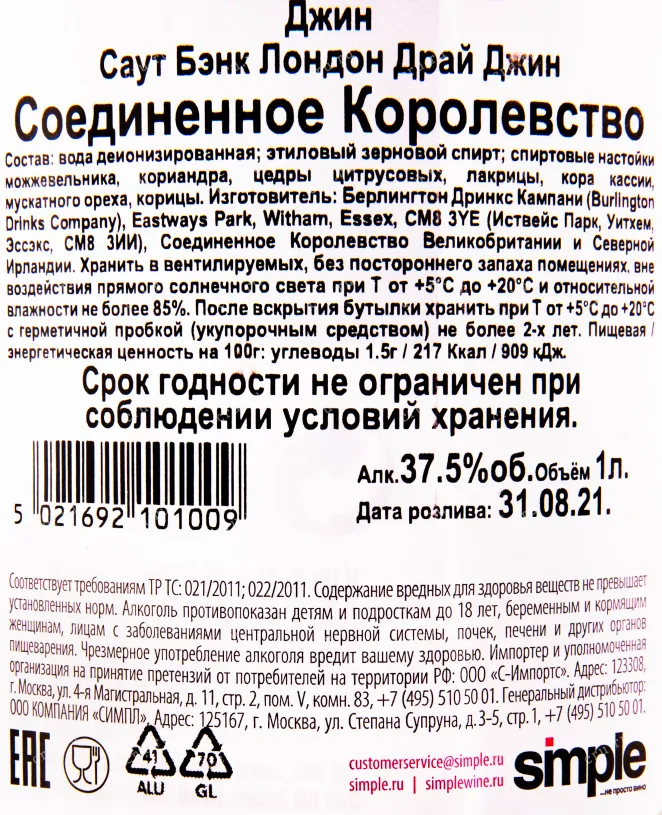 Джин
Саут Бэнк Лондон Драй Джин
Соединенное Королевство
Состав: вода деионизированная; этиловый зерновой спирт; спиртовые настойки
можжевельника, кориандра, цедры цитрусовых, лакрицы, кора кассии,
мускатного ореха, корицы. Изготовитель: Берлингтон Дринкс Кампани (Burlington
Drinks Company), Eastways Park, Witham, Essex, CM8 3YE (Иствейс Парк, Уитхем,
Эссэкс, СМ8 3ИИ), Соединенное Королевство Великобритании и Северной
Ирландии. Хранить в вентилируемых, без постороннего запаха помещениях, вне
воздействия прямого солнечного света при Т от +5°С до +20°С и относительной
влажности не более 85%. После вскрытия бутылки хранить при Т от +5°С до +20°С
с герметичной пробкой (укупорочным средством) не более 2-х лет. Пищевая /
энергетическая ценность на 100г: углеводы 1.5г / 217 Ккал / 909 кДж.
Срок годности не ограничен при
соблюдении условий хранения.
Алк.37.5%об.Объём 1л.
Дата розлива: 31.08.21.
5 021692 101009
Соответствует требованиям ТР ТС: 021/2011; 022/2011. Содержание вредных для здоровья веществ не превышает
установленных норм. Алкоголь противопоказан детям и подросткам до 18 лет, беременным и кормящим
женщинам, лицам с заболеваниями центральной нервной системы, почек, печени и других органов
пищеварения. Чрезмерное употребление алкоголя вредит вашему здоровью. Импортер и уполномоченная
организация на принятие претензий от потребителей на территории РФ: ООО «С-Импортс». Адрес: 123308,
г. Москва, ул. 4-я Магистральная, д. 11, стр. 2, пом. V, комн. 83, +7 (495) 510 50 01. Генеральный дистрибьютор:
ООО КОМПАНИЯ «СИМПЛ», Адрес: 125167, г. Москва, ул. Степана Супруна, д.3-5, стр.1, +7 (495) 510 50 01.
EAC
41
ALU
70
GL
customerservice@simple.ru
simple.ru | simplewine.ru
simple
...не просто вино